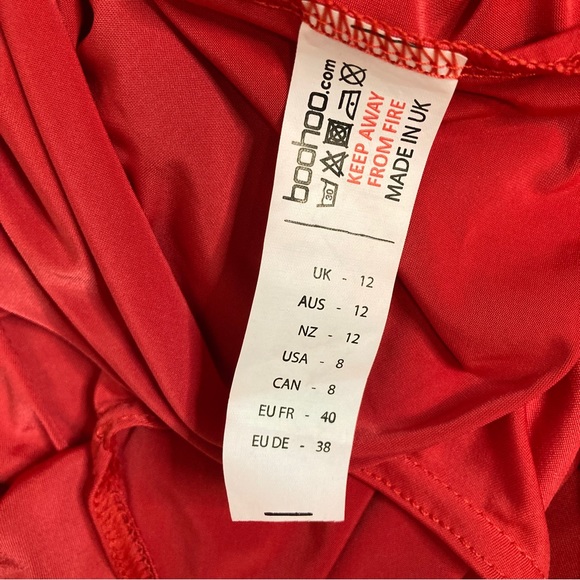 boohoo.com
30
KEEP AWAY
FROM FIRE
MADE IN UK
UK - 12
AUS - 12
NZ - 12
USA - 8
CAN - 8
EU FR - 40
EU DE - 38